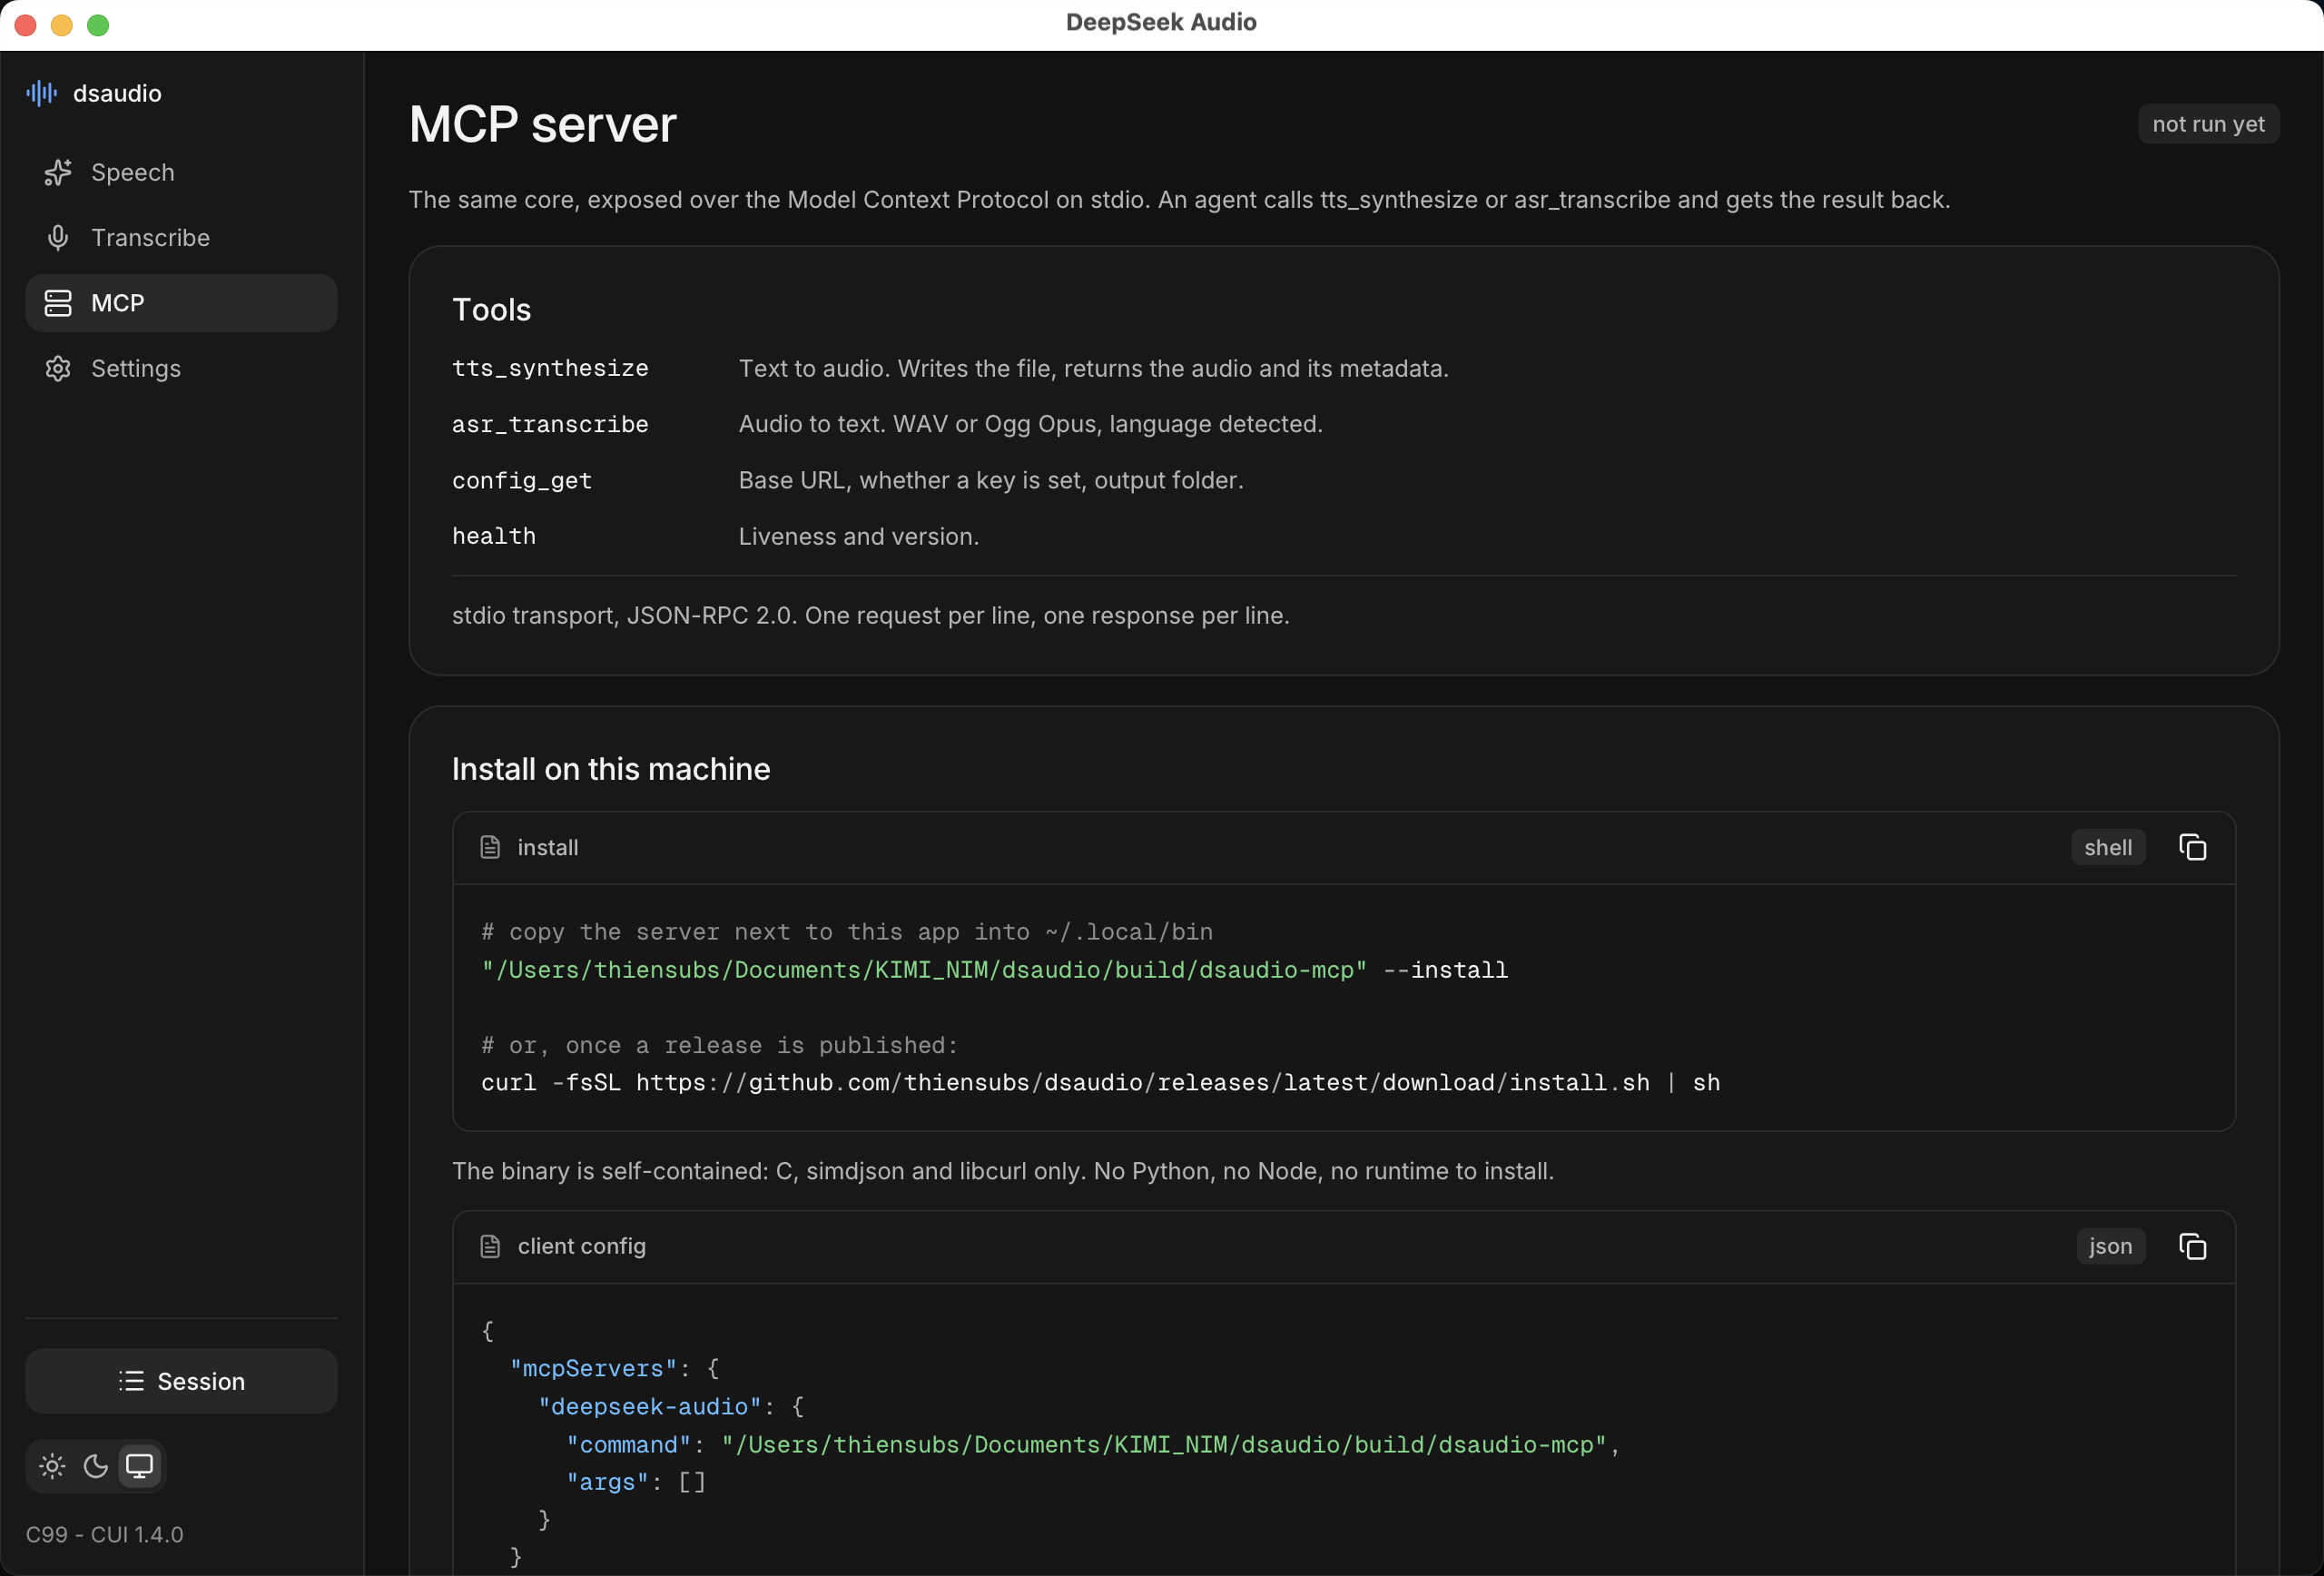 DeepSeek Audio
dsaudio
Speech
Transcribe
MCP
Settings
Session
C99 - CUI 1.4.0
MCP server
not run yet
The same core, exposed over the Model Context Protocol on stdio. An agent calls tts_synthesize or asr_transcribe and gets the result back.
Tools
tts_synthesize Text to audio. Writes the file, returns the audio and its metadata.
asr_transcribe Audio to text. WAV or Ogg Opus, language detected.
config_get Base URL, whether a key is set, output folder.
health Liveness and version.
stdio transport, JSON-RPC 2.0. One request per line, one response per line.
Install on this machine
install shell
# copy the server next to this app into ~/.local/bin
"/Users/thiensubs/Documents/KIMI_NIM/dsaudio/build/dsaudio-mcp" --install
# or, once a release is published:
curl -fsSL https://github.com/thiensubs/dsaudio/releases/latest/download/install.sh | sh
The binary is self-contained: C, simdjson and libcurl only. No Python, no Node, no runtime to install.
client config json
{
"mcpServers": {
"deepseek-audio": {
"command": "/Users/thiensubs/Documents/KIMI_NIM/dsaudio/build/dsaudio-mcp",
"args": []
}
}